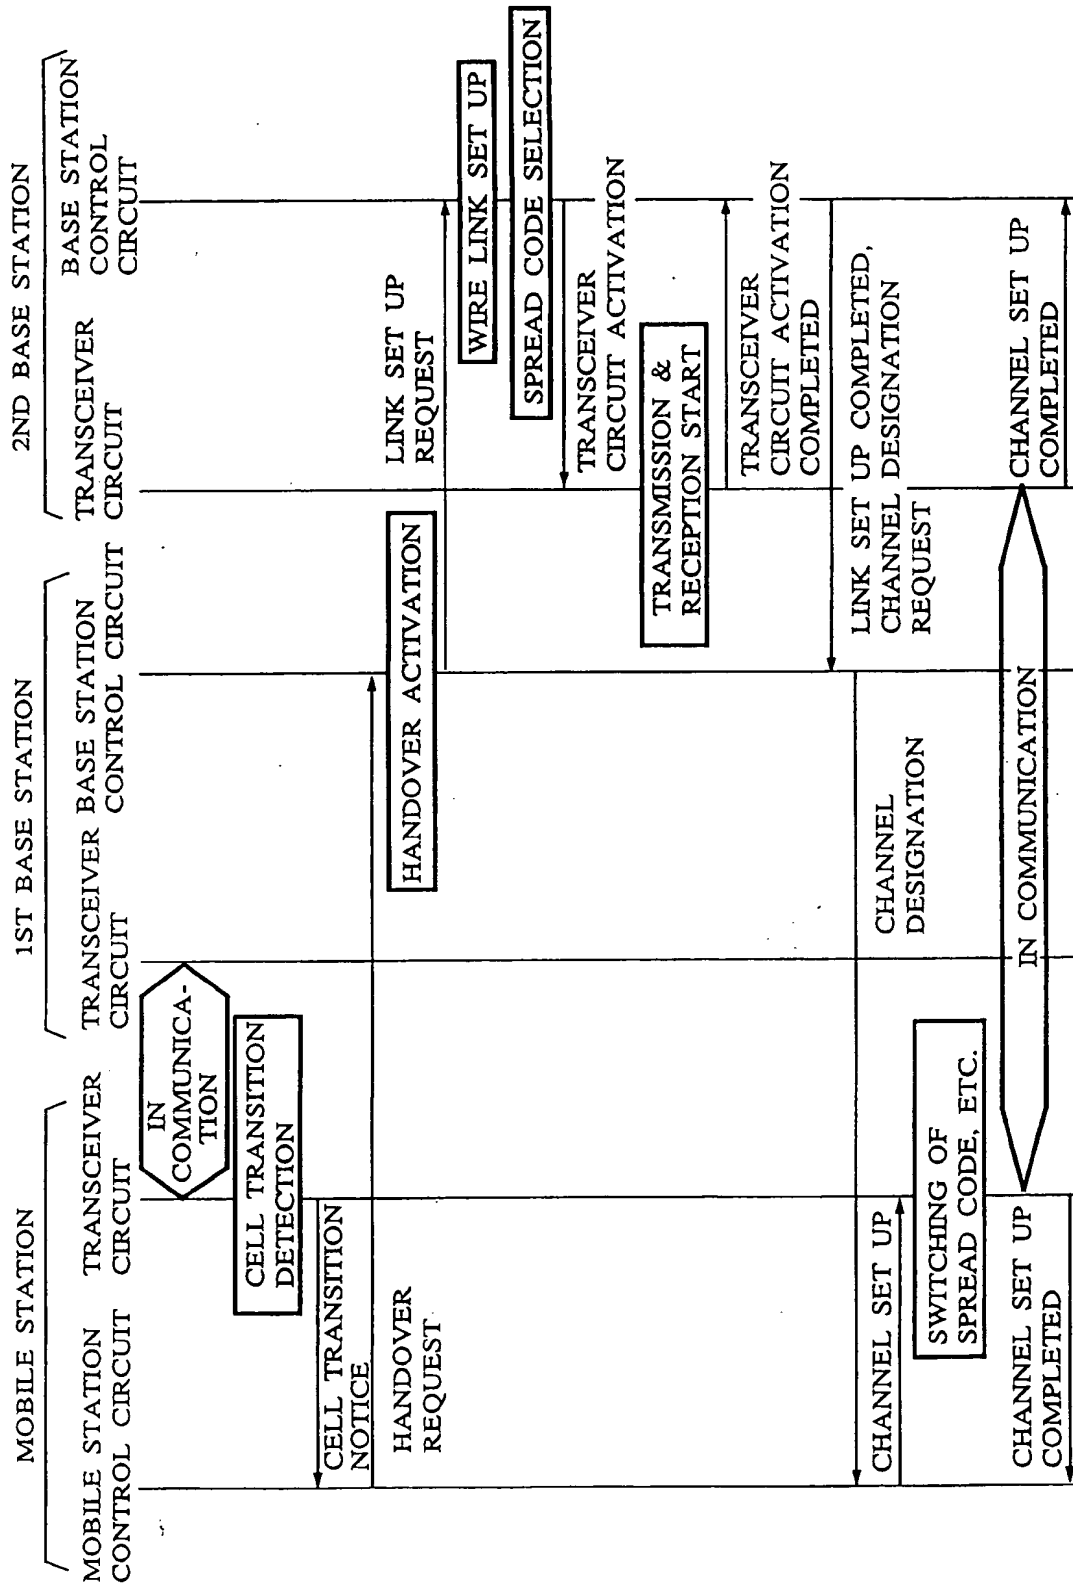 MOBILE STATION
1ST BASE STATION
2ND BASE STATION
MOBILE STATION
CONTROL CIRCUIT
TRANSCEIVER
CIRCUIT
TRANSCEIVER
CIRCUIT
BASE STATION
CONTROL CIRCUIT
TRANSCEIVER
CIRCUIT
BASE STATION
CONTROL
CIRCUIT
IN
COMMUNICA-
TION
CELL TRANSITION
DETECTION
CELL TRANSITION
NOTICE
HANDOVER
REQUEST
HANDOVER ACTIVATION
LINK SET UP
REQUEST
WIRE LINK SET UP
SPREAD CODE SELECTION
TRANSCEIVER
CIRCUIT ACTIVATION
TRANSMISSION &
RECEPTION START
TRANSCEIVER
CIRCUIT ACTIVATION
COMPLETED
LINK SET UP COMPLETED,
CHANNEL DESIGNATION
REQUEST
CHANNEL
DESIGNATION
CHANNEL SET UP
SWITCHING OF
SPREAD CODE, ETC.
IN COMMUNICATION
CHANNEL SET UP
COMPLETED
CHANNEL SET UP
COMPLETED